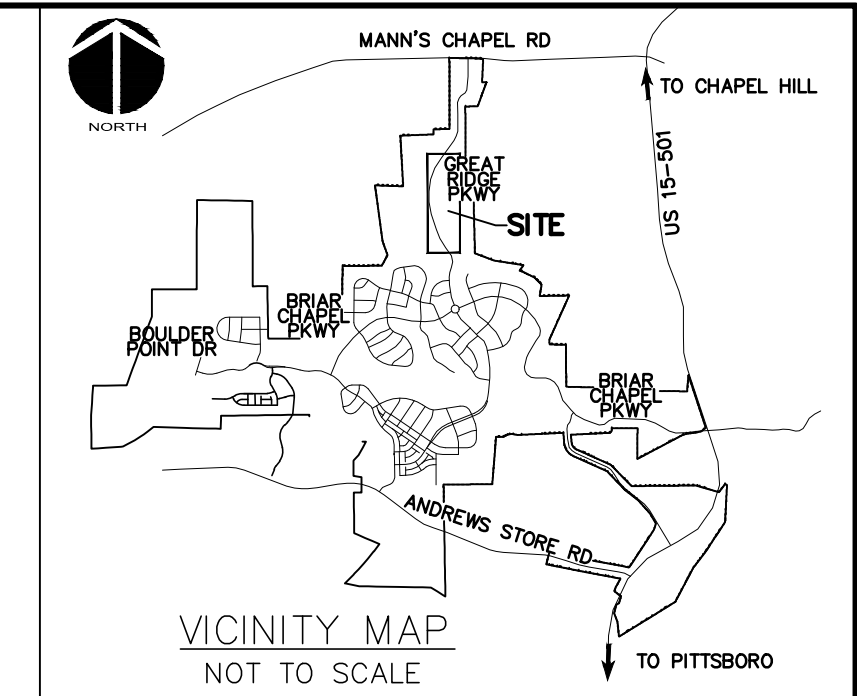 MANN'S CHAPEL RD
NORTH
TO CHAPEL HILL
US 15-501
GREAT
RIDGE
PKWY
SITE
BRIAR
CHAPEL
PKWY
BOULDER
POINT DR
BRIAR
CHAPEL
PKWY
ANDREWS STORE RD
VICINITY MAP
NOT TO SCALE
TO PITTSBORO